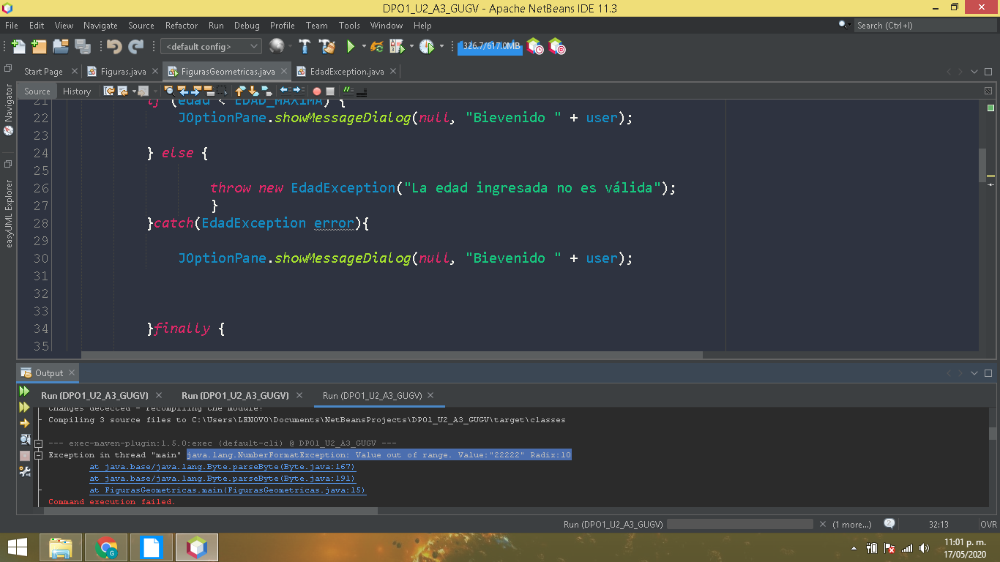 DPO1_U2_A3_GUGV - Apache NetBeans IDE 11.3
File Edit View Navigate Source Refactor Run Debug Profile Team Tools Window Help
Search (Ctrl+I)
<default config>
326.7/617.0MB
Start Page Figuras.java FigurasGeometricas.java EdadException.java
Source History
Navigator
easyUML Explorer
21 if (edad < EDAD_MAXIMA) {
22 JOptionPane.showMessageDialog(null, "Bievenido " + user);
23
24 } else {
25
26 throw new EdadException("La edad ingresada no es válida");
27 }
28 }catch(EdadException error){
29
30 JOptionPane.showMessageDialog(null, "Bievenido " + user);
31
32
33
34 }finally {
35
Output
Run (DPO1_U2_A3_GUGV) Run (DPO1_U2_A3_GUGV) Run (DPO1_U2_A3_GUGV)
Changes detected - recompiling the module!
Compiling 3 source files to C:\Users\LENOVO\Documents\NetBeansProjects\DPO1_U2_A3_GUGV\target\classes
--- exec-maven-plugin:1.5.0:exec (default-cli) @ DPO1_U2_A3_GUGV ---
Exception in thread "main" java.lang.NumberFormatException: Value out of range. Value:"22222" Radix:10
at java.base/java.lang.Byte.parseByte(Byte.java:167)
at java.base/java.lang.Byte.parseByte(Byte.java:191)
at FigurasGeometricas.main(FigurasGeometricas.java:15)
Command execution failed.
Run (DPO1_U2_A3_GUGV) (1 more...) 32:13 OVR
11:01 p. m.
17/05/2020